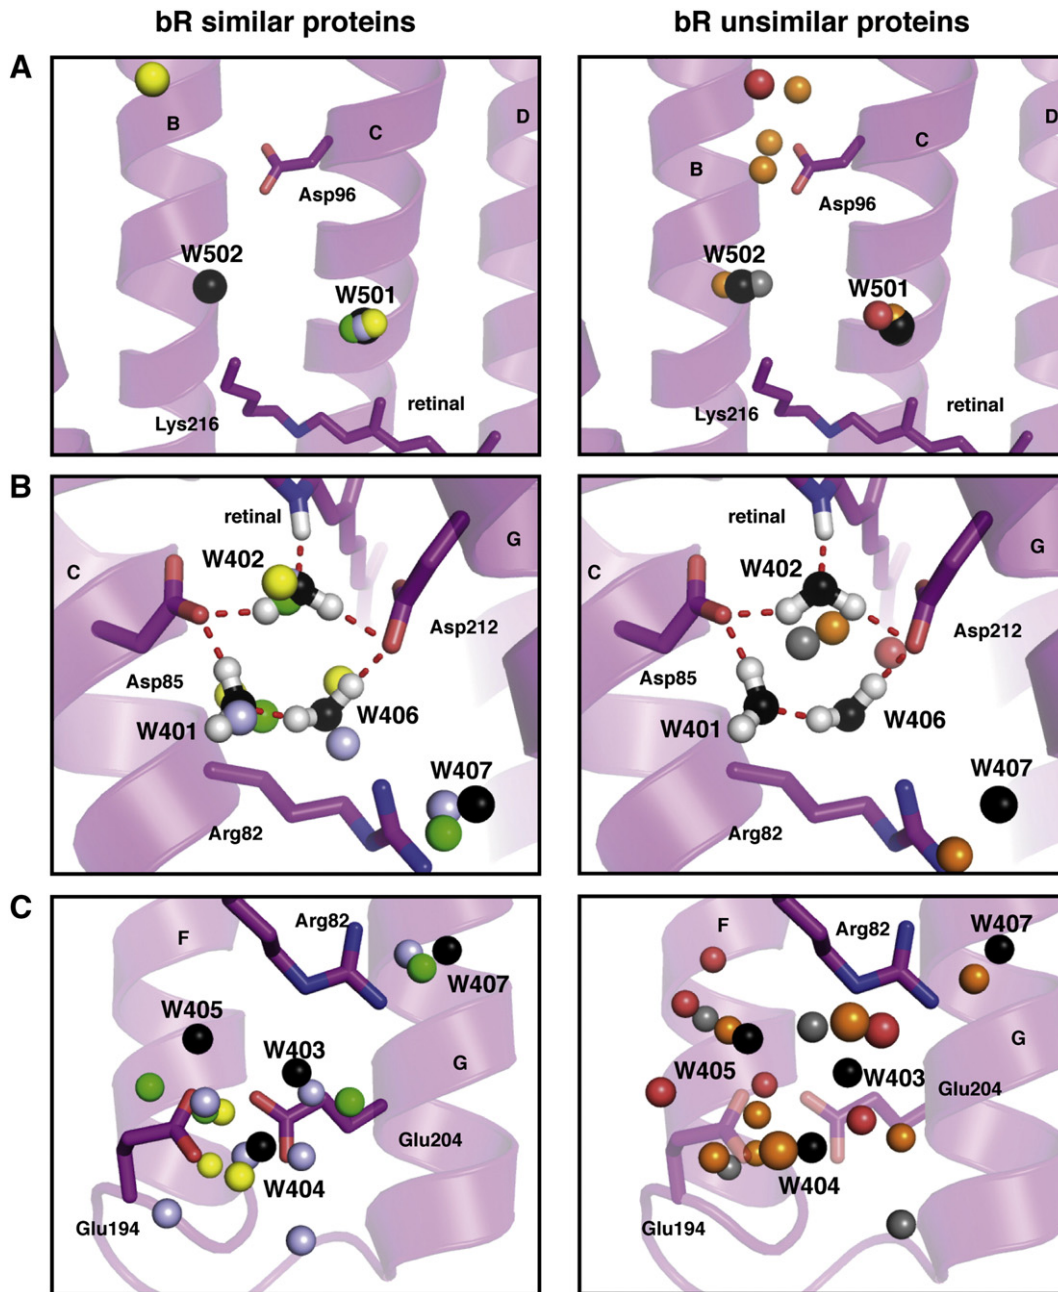 bR similar proteins
bR unsimilar proteins
A
B
C
D
Asp96
W502
W501
Lys216
retinal
B
C
D
Asp96
W502
W501
Lys216
retinal
B
retinal
G
C
W402
Asp212
Asp85
W401
W406
W407
Arg82
retinal
G
C
W402
Asp212
Asp85
W401
W406
W407
Arg82
C
F
Arg82
W407
W405
W403
G
Glu204
W404
Glu194
F
Arg82
W407
G
W405
W403
Glu204
W404
Glu194